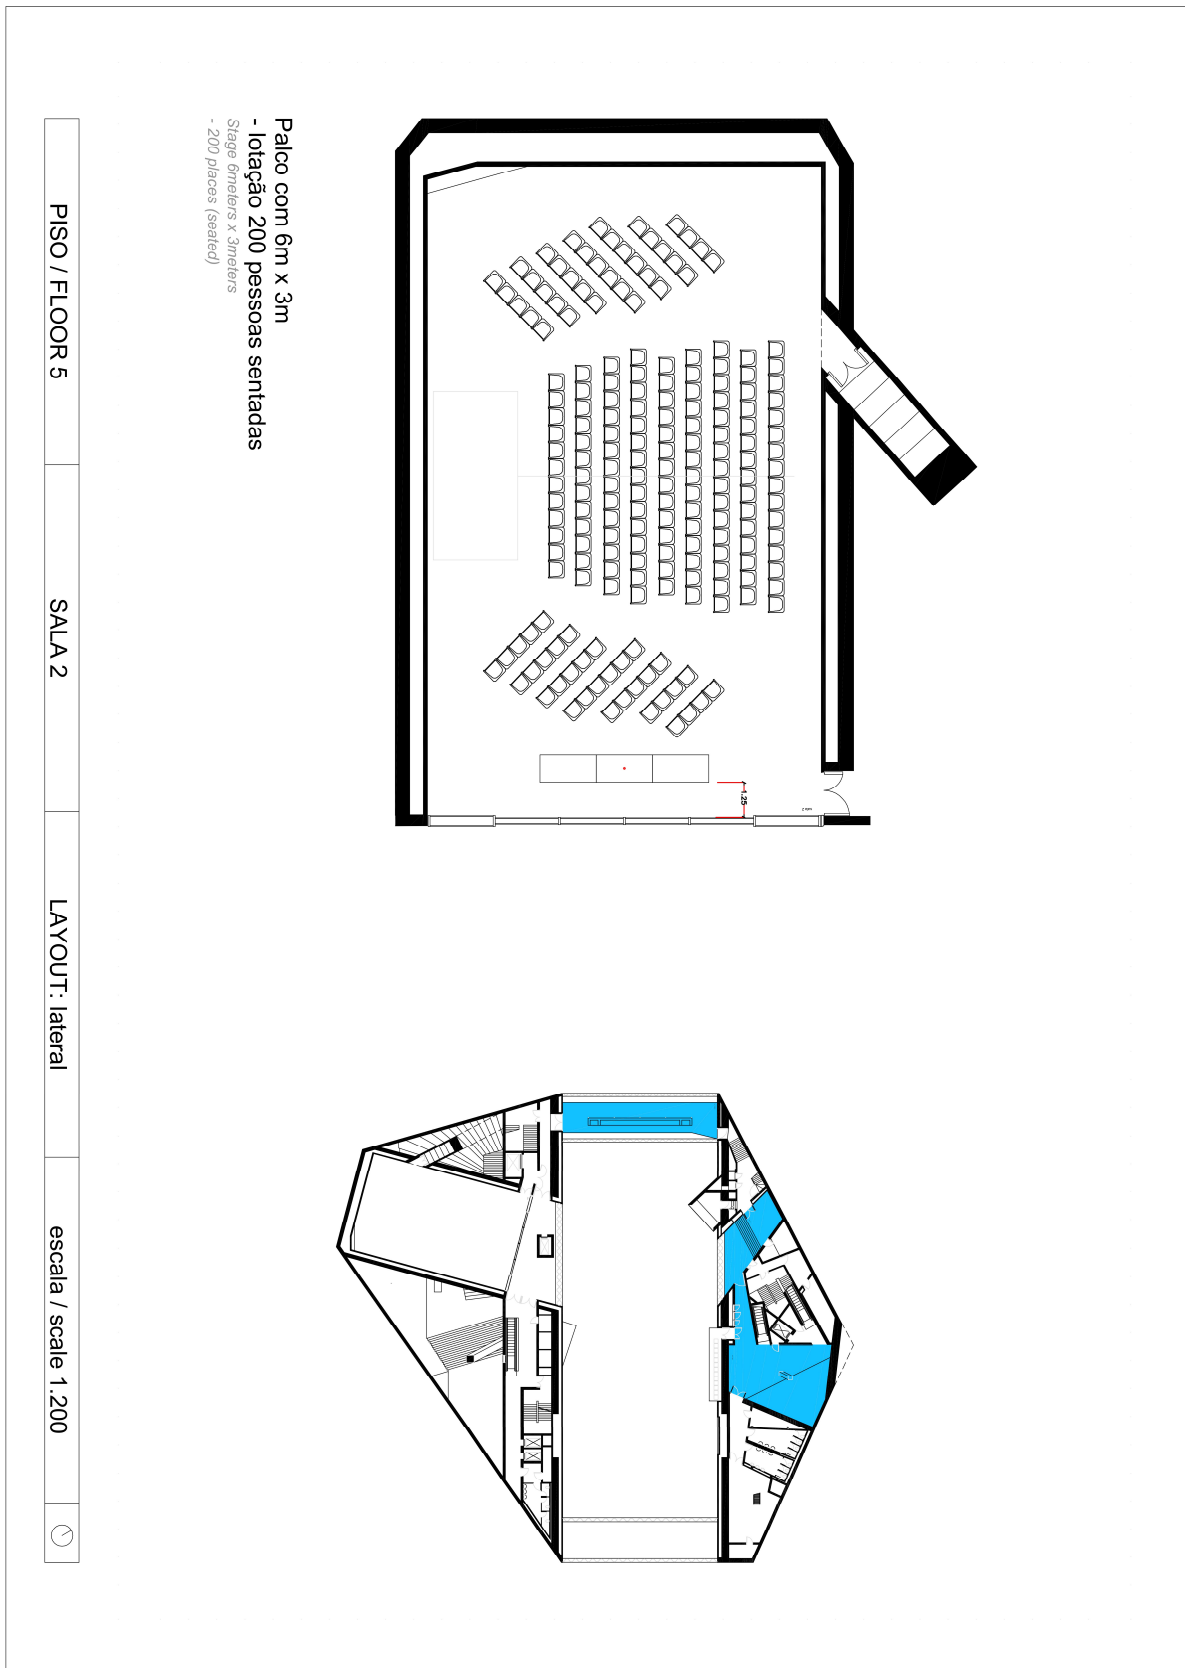 Palco com 6m x 3m
- lotação 200 pessoas sentadas
Stage 6meters x 3meters
- 200 places (seated)
1.25
PISO / FLOOR 5
SALA 2
LAYOUT: lateral
escala / scale 1.200